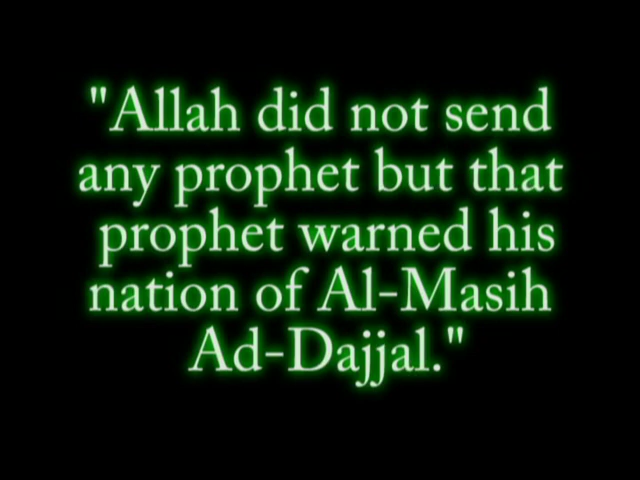 "Allah did not send
any prophet but that
prophet warned his
nation of Al-Masih
Ad-Dajjal."